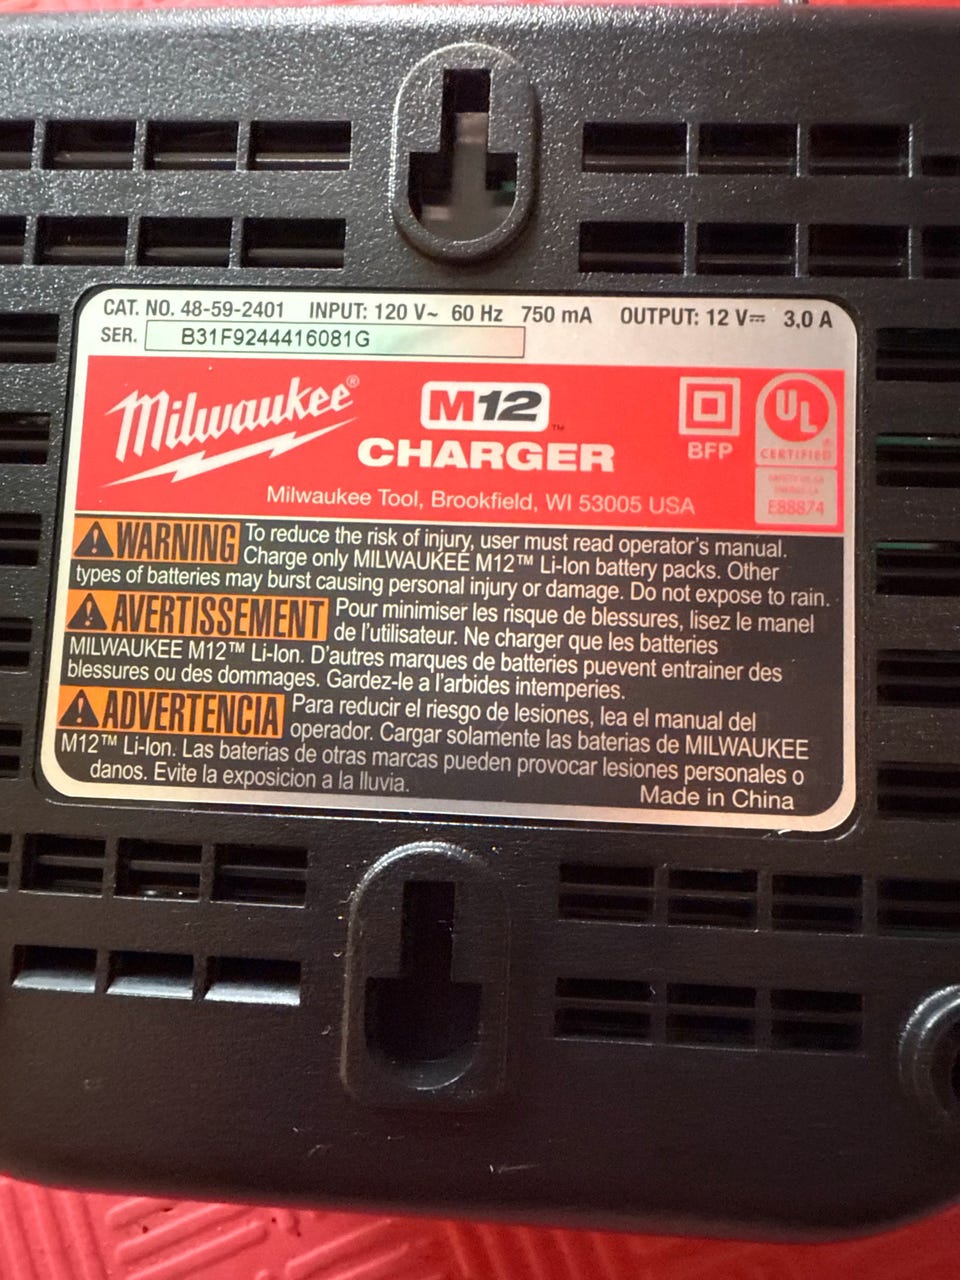 CAT. NO. 48-59-2401 INPUT: 120 V~ 60 Hz 750 mA OUTPUT: 12 V⎓ 3.0 A
SER. B31F9244416081G
Milwaukee®
M12™
CHARGER
BFP
UL
®
CERTIFIED
E88874
Milwaukee Tool, Brookfield, WI 53005 USA
WARNING To reduce the risk of injury, user must read operator's manual.
Charge only MILWAUKEE M12™ Li-Ion battery packs. Other
types of batteries may burst causing personal injury or damage. Do not expose to rain.
AVERTISSEMENT Pour minimiser les risque de blessures, lisez le manel
de l'utilisateur. Ne charger que les batteries
MILWAUKEE M12™ Li-Ion. D'autres marques de batteries puevent entrainer des
blessures ou des dommages. Gardez-le a l'arbides intemperies.
ADVERTENCIA Para reducir el riesgo de lesiones, lea el manual del
operador. Cargar solamente las baterias de MILWAUKEE
M12™ Li-Ion. Las baterias de otras marcas pueden provocar lesiones personales o
danos. Evite la exposicion a la lluvia.
Made in China